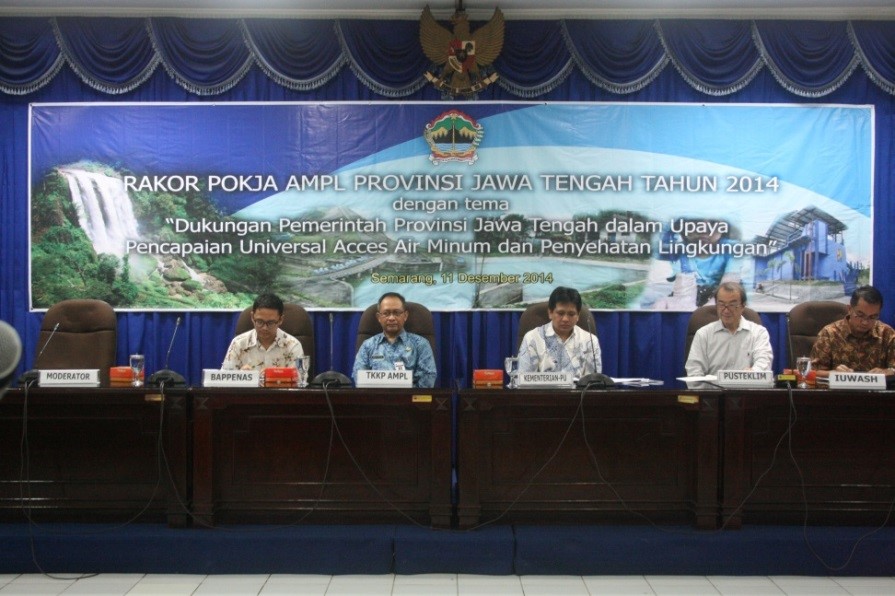 RAKOR POKJA AMPL PROVINSI JAWA TENGAH TAHUN 2014
dengan tema
"Dukungan Pemerintah Provinsi Jawa Tengah dalam Upaya
Pencapaian Universal Acces Air Minum dan Penyehatan Lingkungan"
Semarang, 11 Desember 2014
MODERATOR
BAPPENAS
TKKP AMPL
KEMENTERIAN-PU
PUSTEKLIM
IUWASH